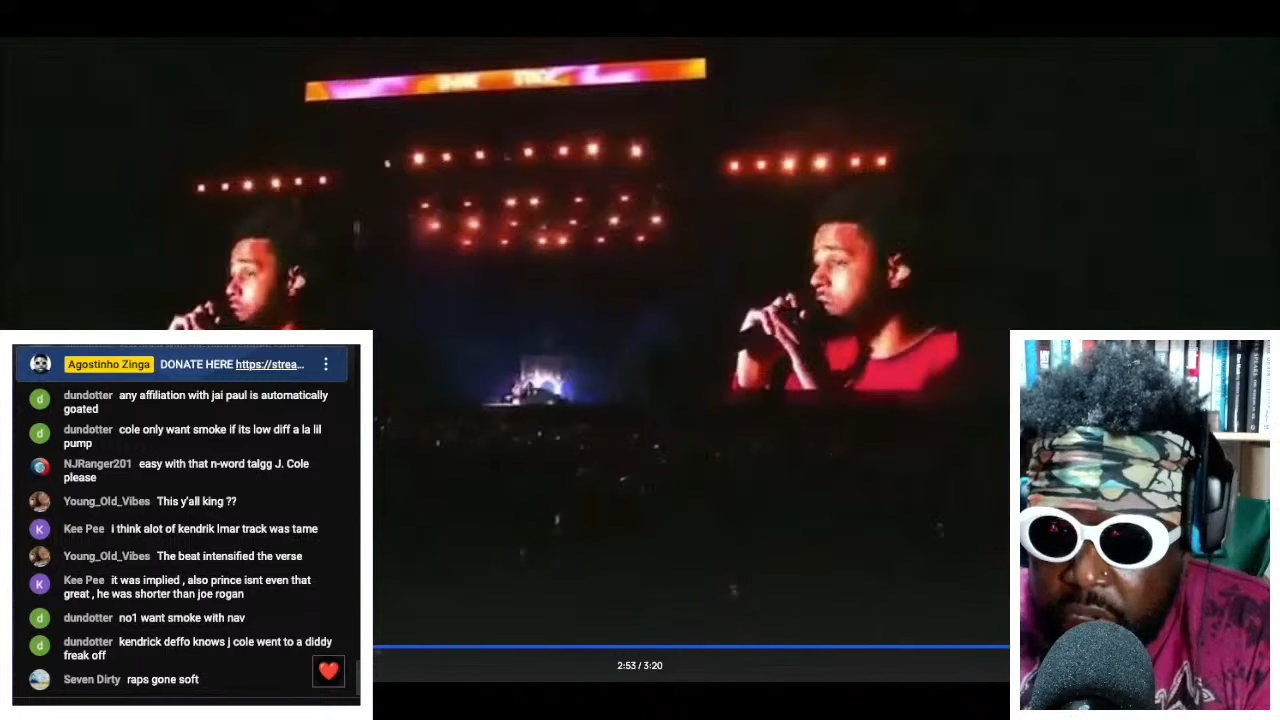 Agostinho Zinga DONATE HERE https://strea...
dundotter any affiliation with jai paul is automatically
goated
dundotter cole only want smoke if its low diff a la lil
pump
NJRanger201 easy with that n-word talgg J. Cole
please
Young_Old_Vibes This y'all king ??
Kee Pee i think alot of kendrik lmar track was tame
Young_Old_Vibes The beat intensified the verse
Kee Pee it was implied , also prince isnt even that
great , he was shorter than joe rogan
dundotter no1 want smoke with nav
dundotter kendrick deffo knows j cole went to a diddy
freak off
Seven Dirty raps gone soft
2:53 / 3:20